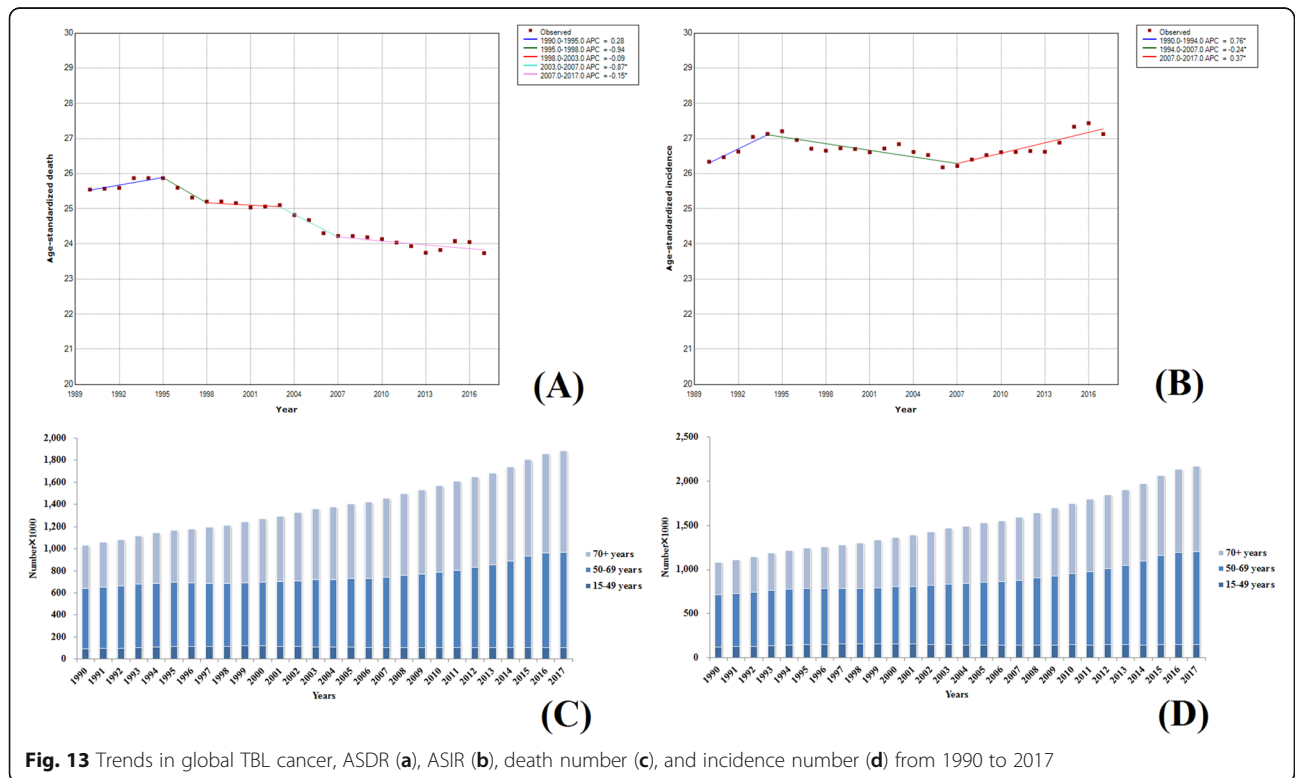 30
29
28
27
26
25
24
23
22
21
20
Age-standardized death
1989 1992 1995 1998 2001 2004 2007 2010 2013 2016
Year
Observed
1990.0-1995.0 APC = 0.28
1995.0-1998.0 APC = -0.94
1998.0-2003.0 APC = -0.09
2003.0-2007.0 APC = -0.87*
2007.0-2017.0 APC = -0.15*
(A)
30
29
28
27
26
25
24
23
22
21
20
Age-standardized incidence
1989 1992 1995 1998 2001 2004 2007 2010 2013 2016
Year
Observed
1990.0-1994.0 APC = 0.76*
1994.0-2007.0 APC = -0.24*
2007.0-2017.0 APC = 0.37*
(B)
2,000
1,800
1,600
1,400
1,200
1,000
800
600
400
200
0
Number×1000
1990 1991 1992 1993 1994 1995 1996 1997 1998 1999 2000 2001 2002 2003 2004 2005 2006 2007 2008 2009 2010 2011 2012 2013 2014 2015 2016 2017
Years
70+ years
50-69 years
15-49 years
(C)
2,500
2,000
1,500
1,000
500
0
Number×1000
1990 1991 1992 1993 1994 1995 1996 1997 1998 1999 2000 2001 2002 2003 2004 2005 2006 2007 2008 2009 2010 2011 2012 2013 2014 2015 2016 2017
Years
70+ years
50-69 years
15-49 years
(D)
Fig. 13 Trends in global TBL cancer, ASDR (a), ASIR (b), death number (c), and incidence number (d) from 1990 to 2017